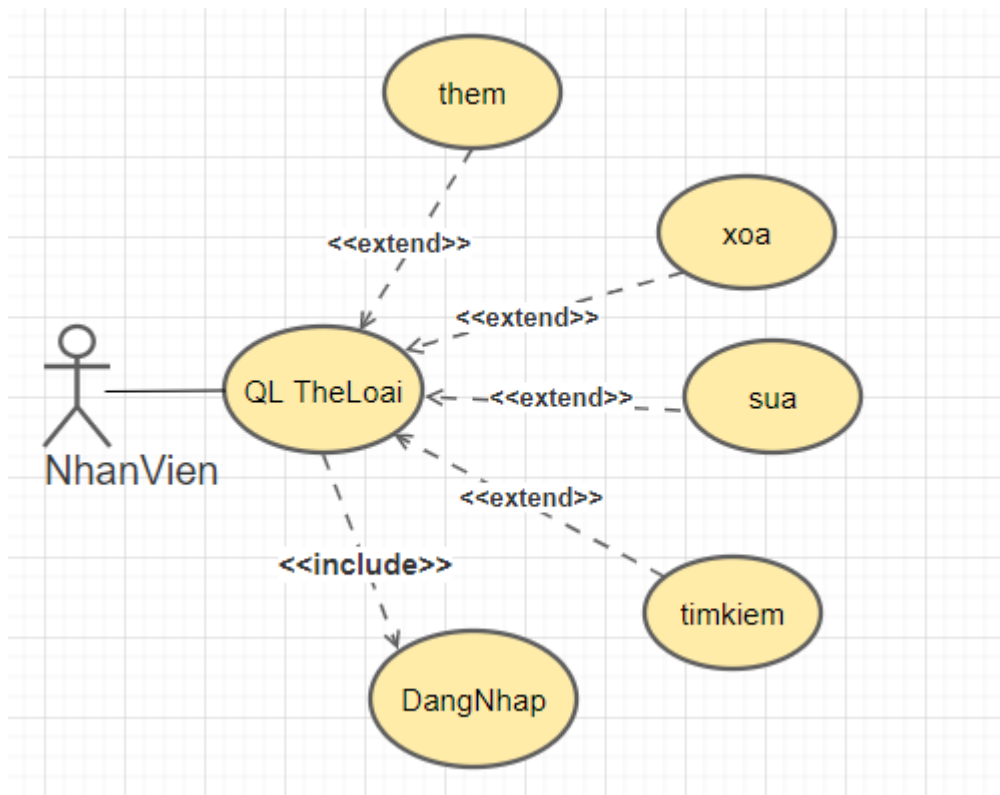 them
<<extend>>
xoa
<<extend>>
QL TheLoai
<<extend>>
sua
NhanVien
<<extend>>
<<include>>
timkiem
DangNhap